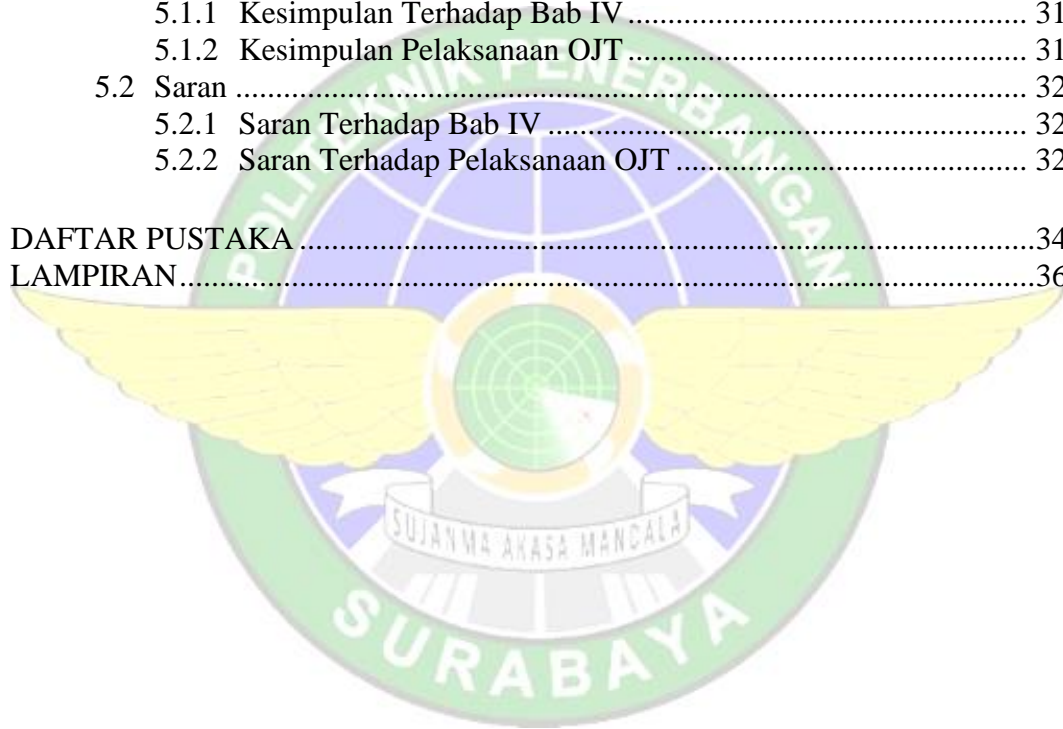 5.1.1 Kesimpulan Terhadap Bab IV ................................................ 31
5.1.2 Kesimpulan Pelaksanaan OJT ................................................ 31
5.2 Saran ................................................................................................ 32
5.2.1 Saran Terhadap Bab IV ......................................................... 32
5.2.2 Saran Terhadap Pelaksanaan OJT .......................................... 32
DAFTAR PUSTAKA .........................................................................................34
LAMPIRAN.......................................................................................................36
POLITEKNIK PENERBANGAN
SUJANMA AKASA MANDALA
SURABAYA